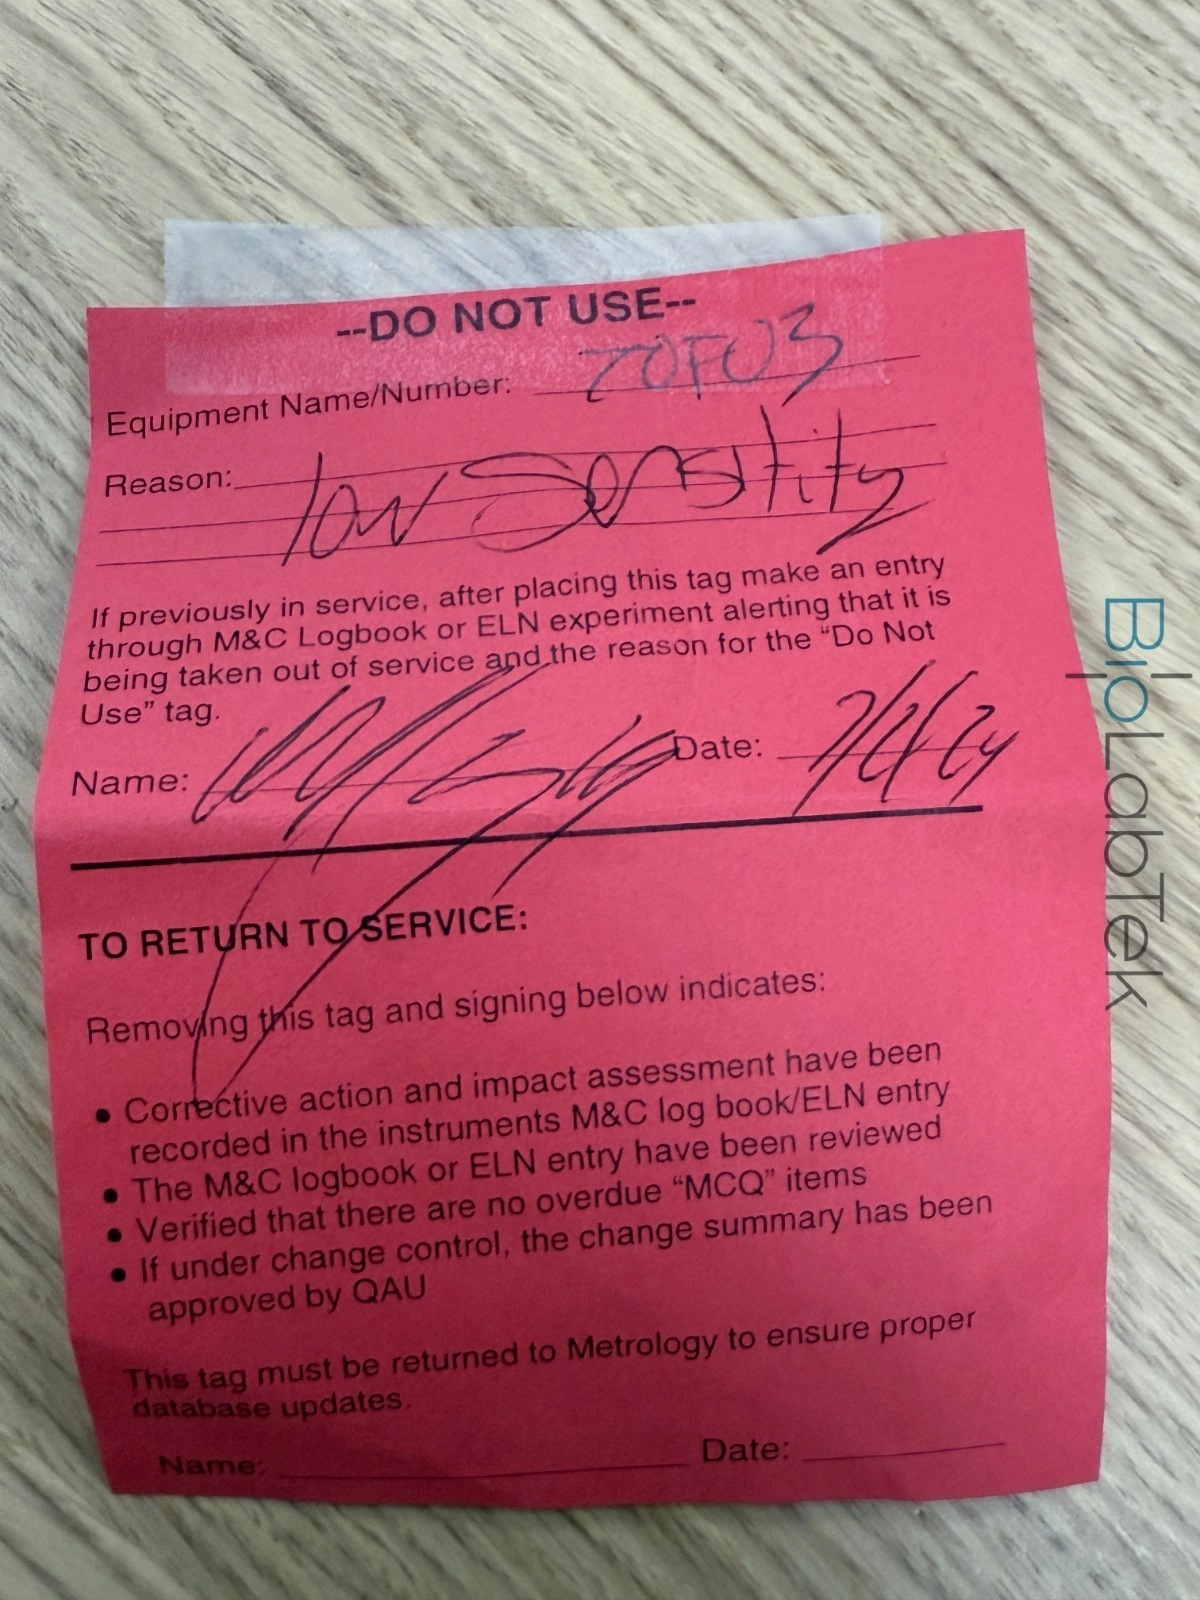 --DO NOT USE--
Equipment Name/Number: TOF03
Reason: low Sensitity
If previously in service, after placing this tag make an entry
through M&C Logbook or ELN experiment alerting that it is
being taken out of service and the reason for the “Do Not
Use” tag.
Name: Date:
TO RETURN TO SERVICE:
Removing this tag and signing below indicates:
• Corrective action and impact assessment have been
recorded in the instruments M&C log book/ELN entry
• The M&C logbook or ELN entry have been reviewed
• Verified that there are no overdue “MCQ” items
• If under change control, the change summary has been
approved by QAU
This tag must be returned to Metrology to ensure proper
database updates.
Name: Date:
BioLabTek